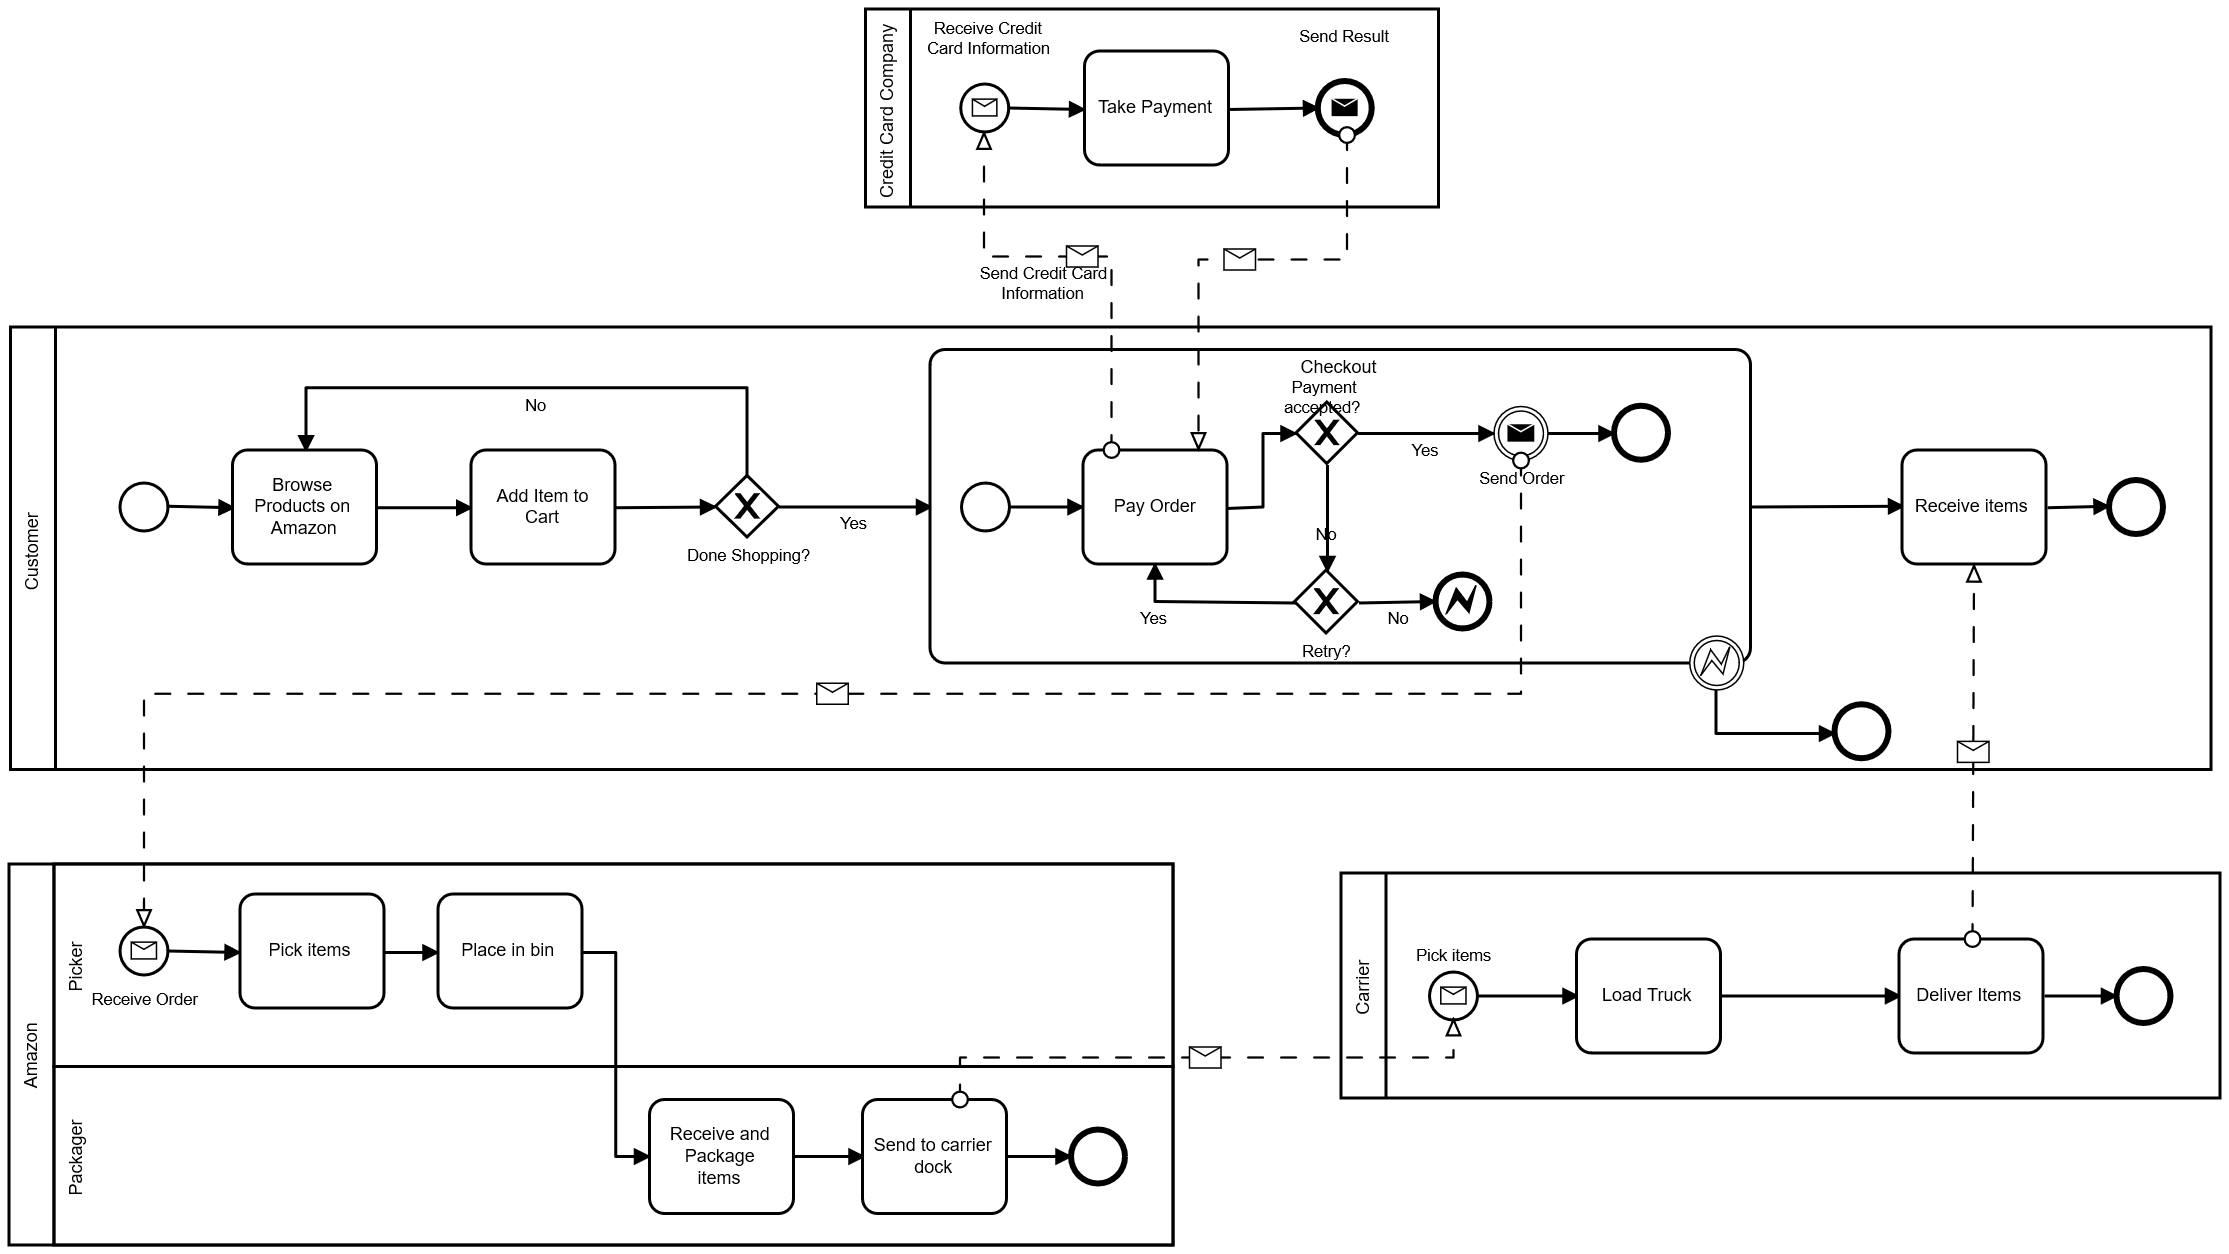 Credit Card Company
Receive Credit
Card Information
Take Payment
Send Result
Send Credit Card
Information
Customer
Browse
Products on
Amazon
Add Item to
Cart
No
Done Shopping?
Yes
Checkout
Pay Order
Payment
accepted?
Yes
Send Order
No
Retry?
Yes
No
Receive items
Amazon
Picker
Receive Order
Pick items
Place in bin
Packager
Receive and
Package
items
Send to carrier
dock
Carrier
Pick items
Load Truck
Deliver Items